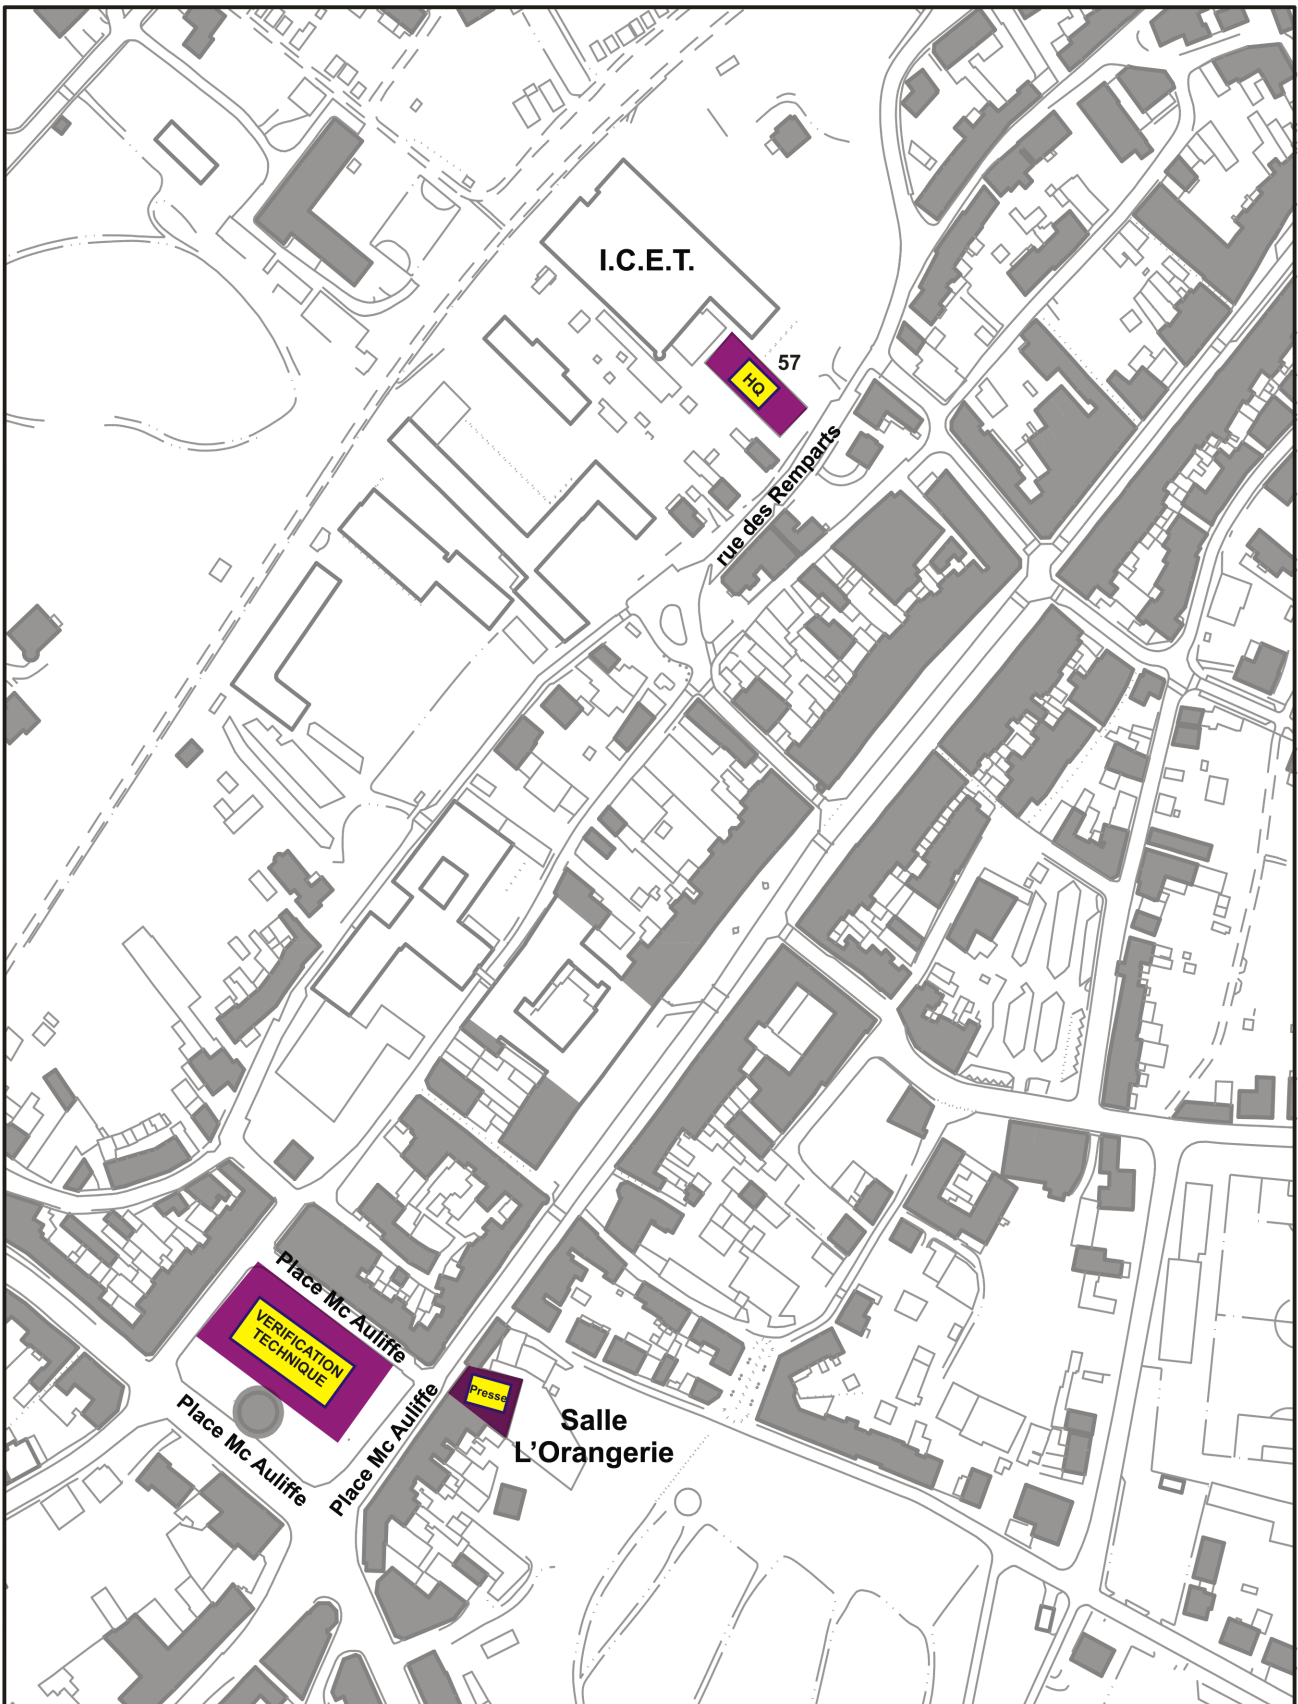 I.C.E.T.
57
HQ
rue des Remparts
Place Mc Auliffe
VERIFICATION
TECHNIQUE
Presse
Place Mc Auliffe
Place Mc Auliffe
Salle
L'Orangerie